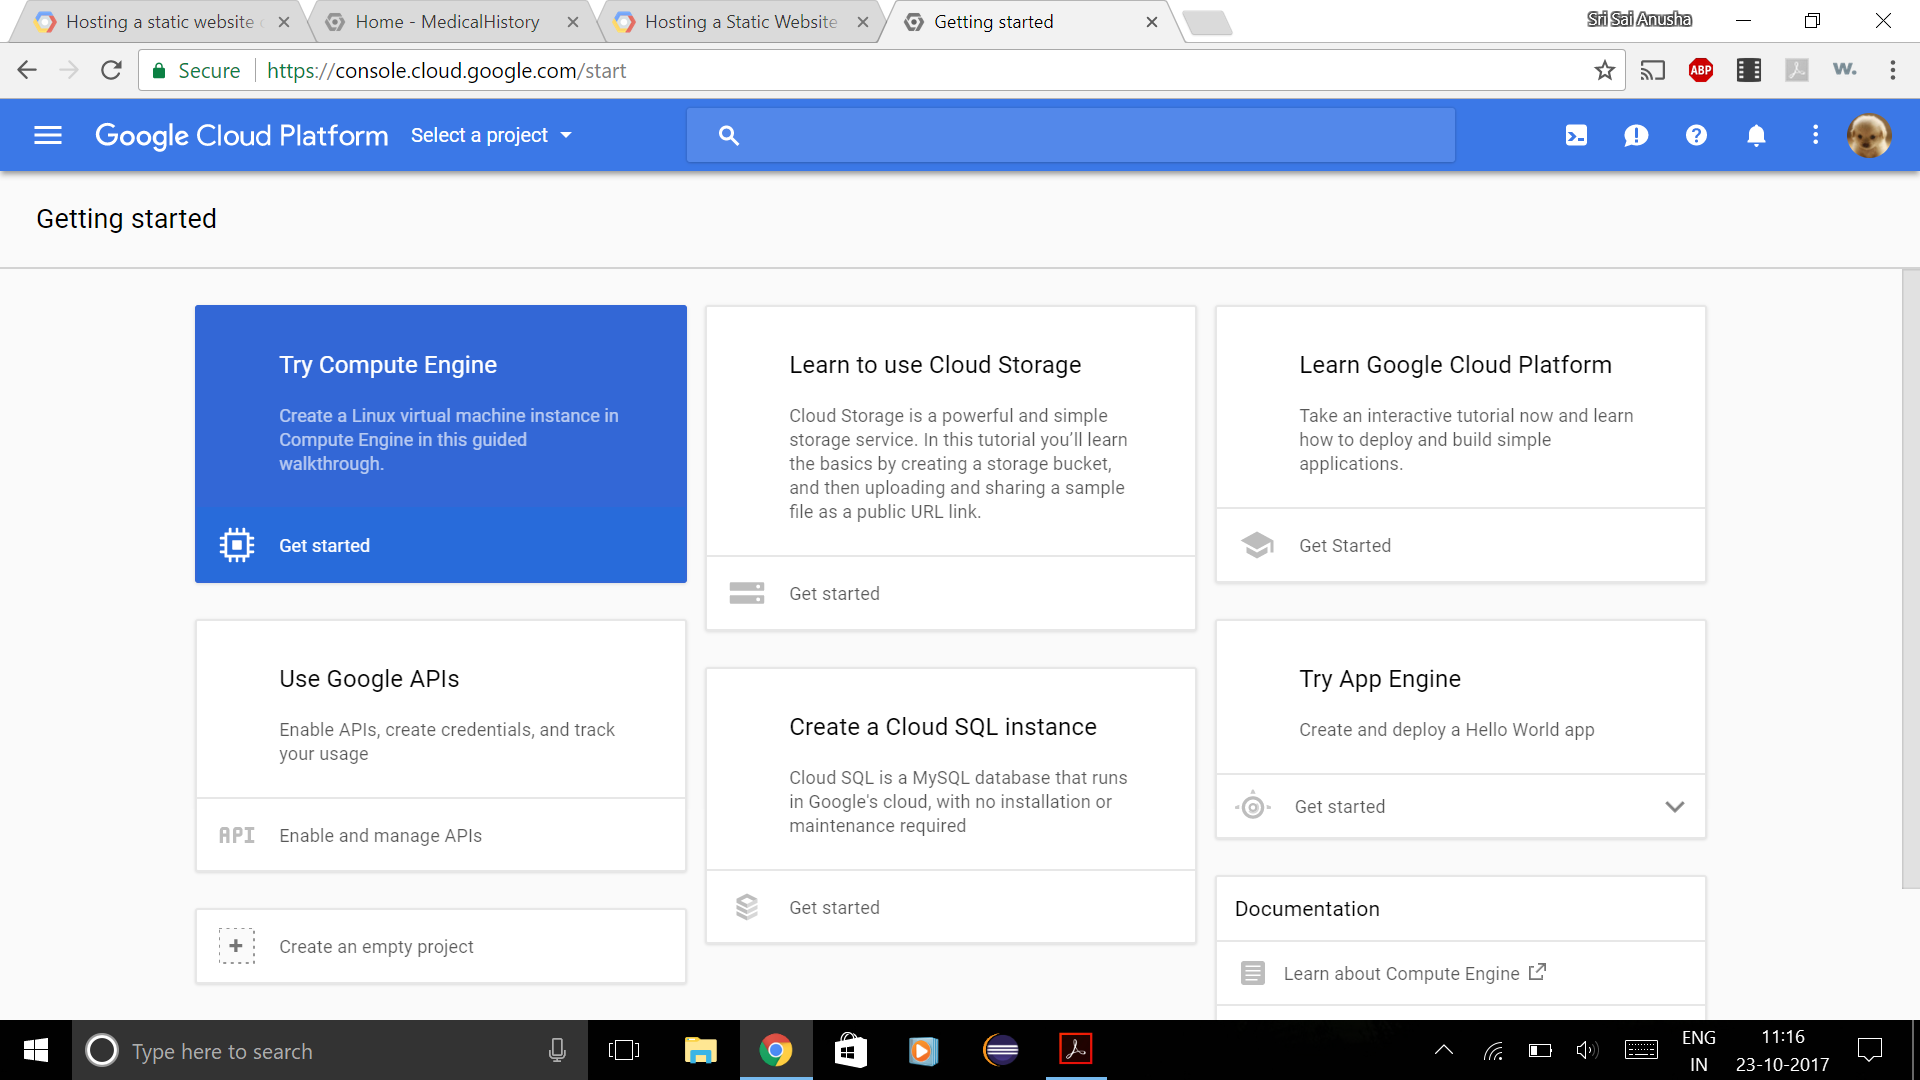 Hosting a static website
Home - MedicalHistory
Hosting a Static Website
Getting started
Sri Sai Anusha
Secure
https://console.cloud.google.com/start
ABP
w.
Google Cloud Platform
Select a project
Getting started
Try Compute Engine
Create a Linux virtual machine instance in
Compute Engine in this guided
walkthrough.
Get started
Learn to use Cloud Storage
Cloud Storage is a powerful and simple
storage service. In this tutorial you’ll learn
the basics by creating a storage bucket,
and then uploading and sharing a sample
file as a public URL link.
Get started
Learn Google Cloud Platform
Take an interactive tutorial now and learn
how to deploy and build simple
applications.
Get Started
Use Google APIs
Enable APIs, create credentials, and track
your usage
API
Enable and manage APIs
Create a Cloud SQL instance
Cloud SQL is a MySQL database that runs
in Google's cloud, with no installation or
maintenance required
Get started
Try App Engine
Create and deploy a Hello World app
Get started
Create an empty project
Documentation
Learn about Compute Engine
Type here to search
ENG
IN
11:16
23-10-2017